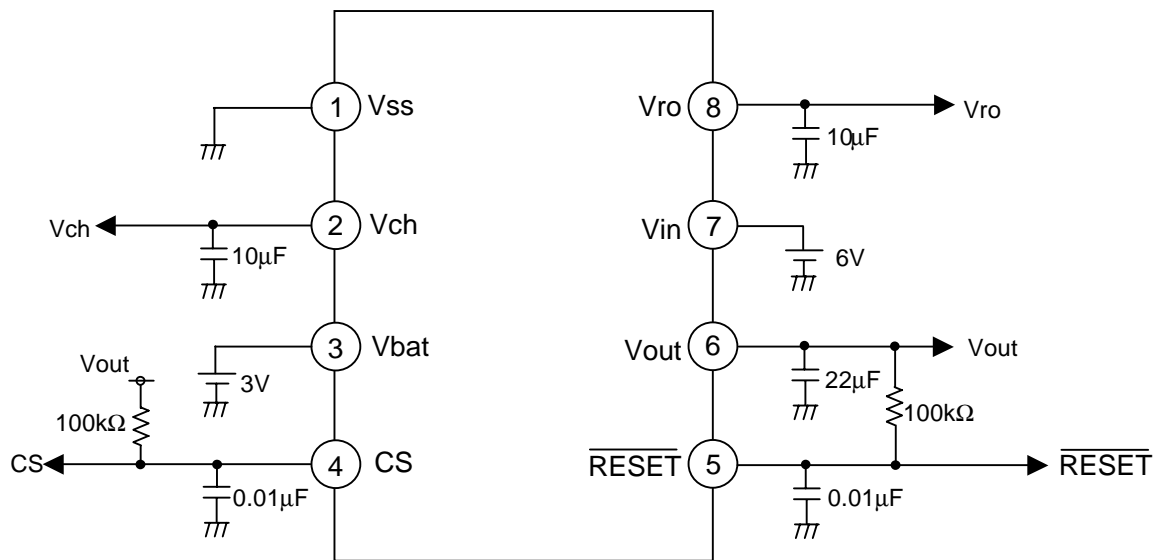 1 Vss
Vch 2 Vch
10µF
3 Vbat
3V
Vout
100kΩ
CS 4 CS
0.01µF
Vro 8 Vro
10µF
Vin 7
6V
Vout 6 Vout
22µF
100kΩ
RESET 5 RESET
0.01µF